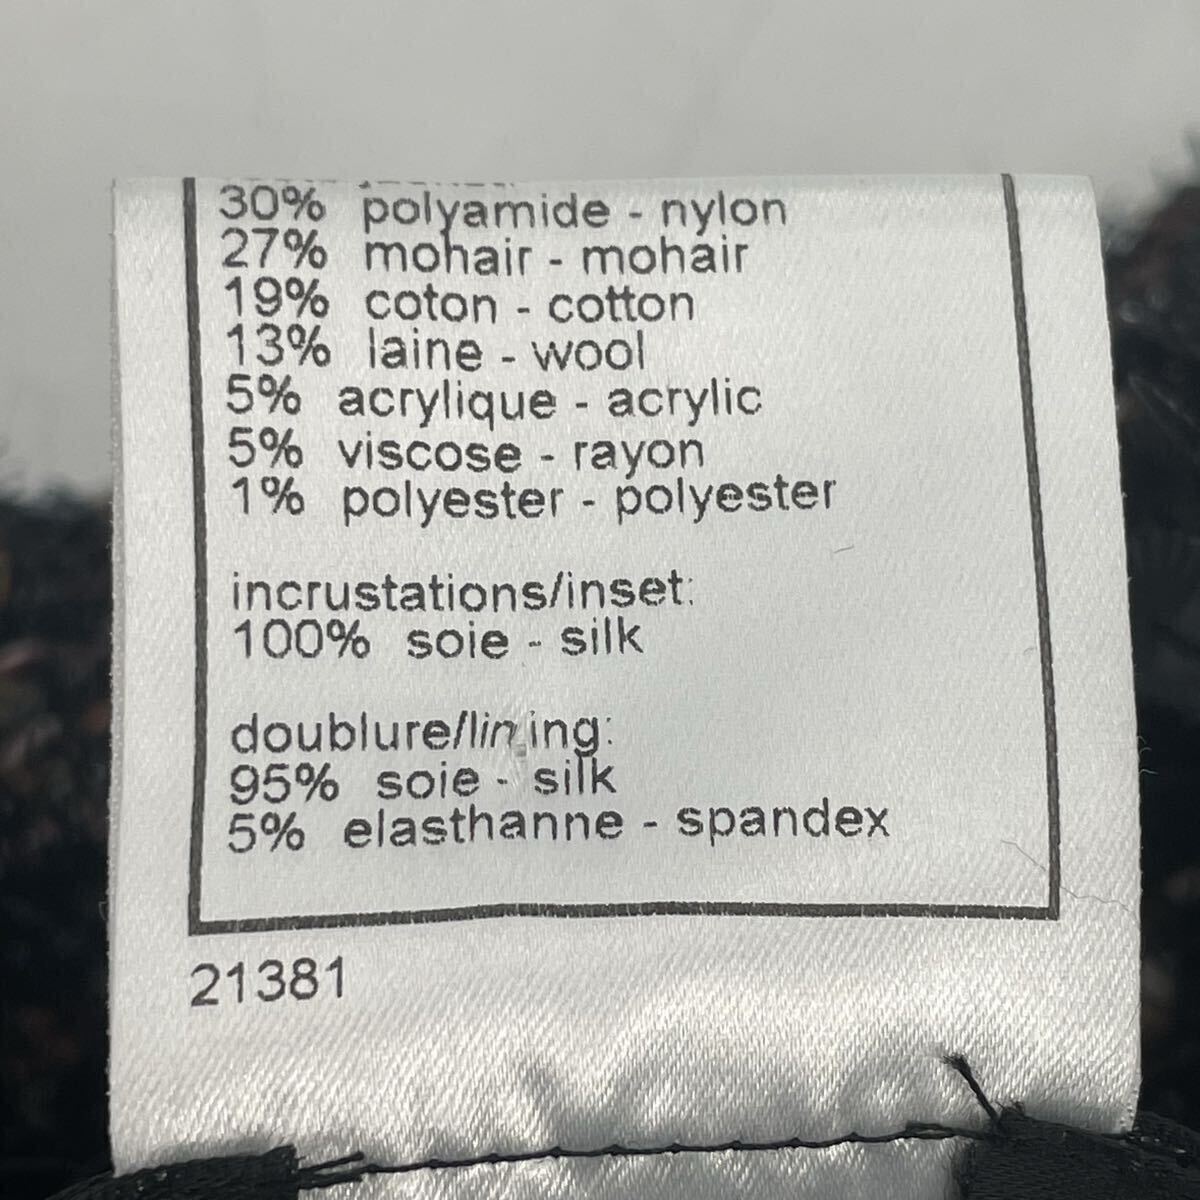 30% polyamide - nylon
27% mohair - mohair
19% coton - cotton
13% laine - wool
5% acrylique - acrylic
5% viscose - rayon
1% polyester - polyester
incrustations/inset:
100% soie - silk
doublure/lining:
95% soie - silk
5% elasthanne - spandex
21381